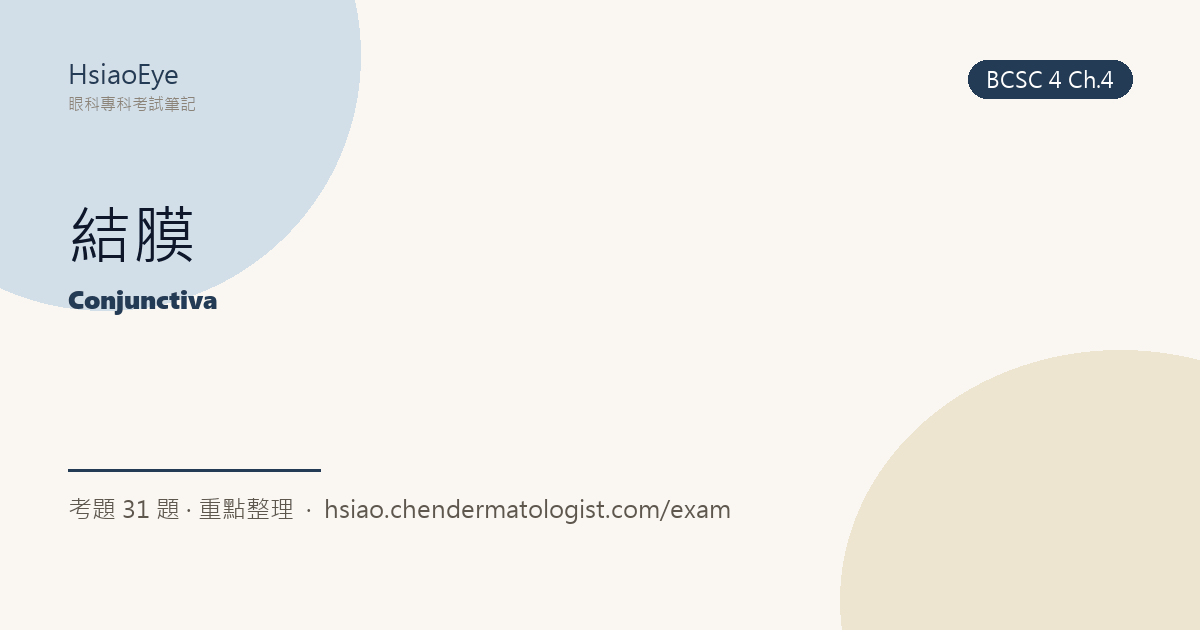 HsiaoEye
眼科專科考試筆記
BCSC 4 Ch.4
結膜
Conjunctiva
考題 31 題 · 重點整理 · hsiao.chendermatologist.com/exam